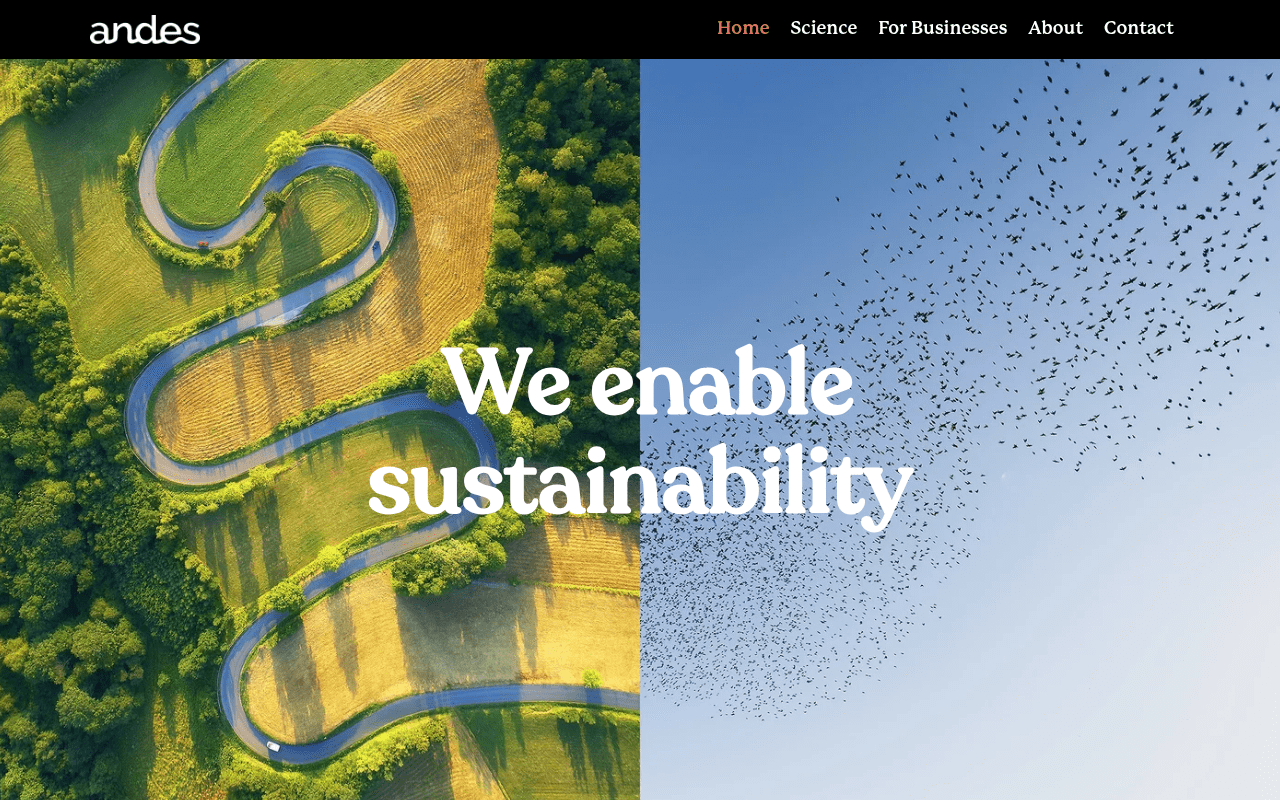 andes
Home Science For Businesses About Contact
We enable
sustainability